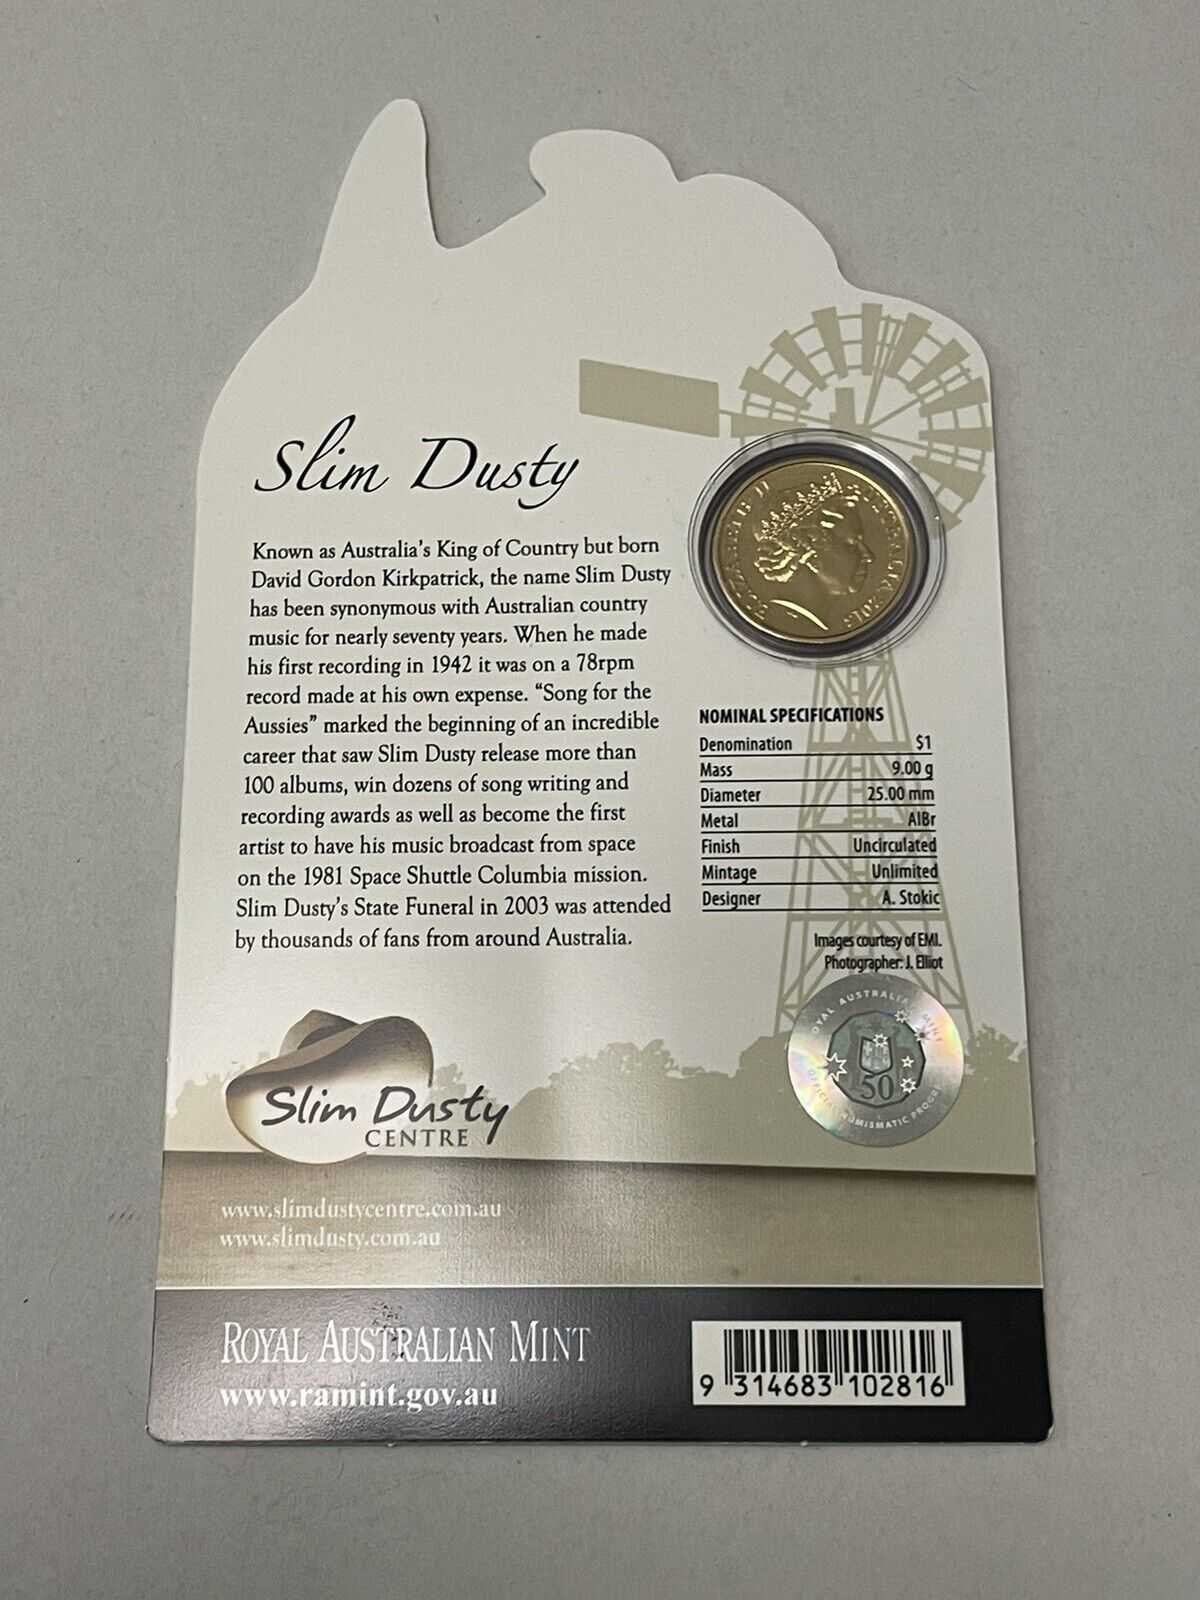 Slim Dusty
Known as Australia's King of Country but born
David Gordon Kirkpatrick, the name Slim Dusty
has been synonymous with Australian country
music for nearly seventy years. When he made
his first recording in 1942 it was on a 78rpm
record made at his own expense. “Song for the
Aussies” marked the beginning of an incredible
career that saw Slim Dusty release more than
100 albums, win dozens of song writing and
recording awards as well as become the first
artist to have his music broadcast from space
on the 1981 Space Shuttle Columbia mission.
Slim Dusty's State Funeral in 2003 was attended
by thousands of fans from around Australia.
ELIZABETH II
AUSTRALIA 2013
NOMINAL SPECIFICATIONS
Denomination $1
Mass 9.00 g
Diameter 25.00 mm
Metal AlBr
Finish Uncirculated
Mintage Unlimited
Designer A. Stokic
Images courtesy of EMI.
Photographer: J. Elliot
ROYAL AUSTRALIAN MINT
50
OFFICIAL NUMISMATIC PRODUCT
Slim Dusty
CENTRE
www.slimdustycentre.com.au
www.slimdusty.com.au
ROYAL AUSTRALIAN MINT
www.ramint.gov.au
9 314683 102816